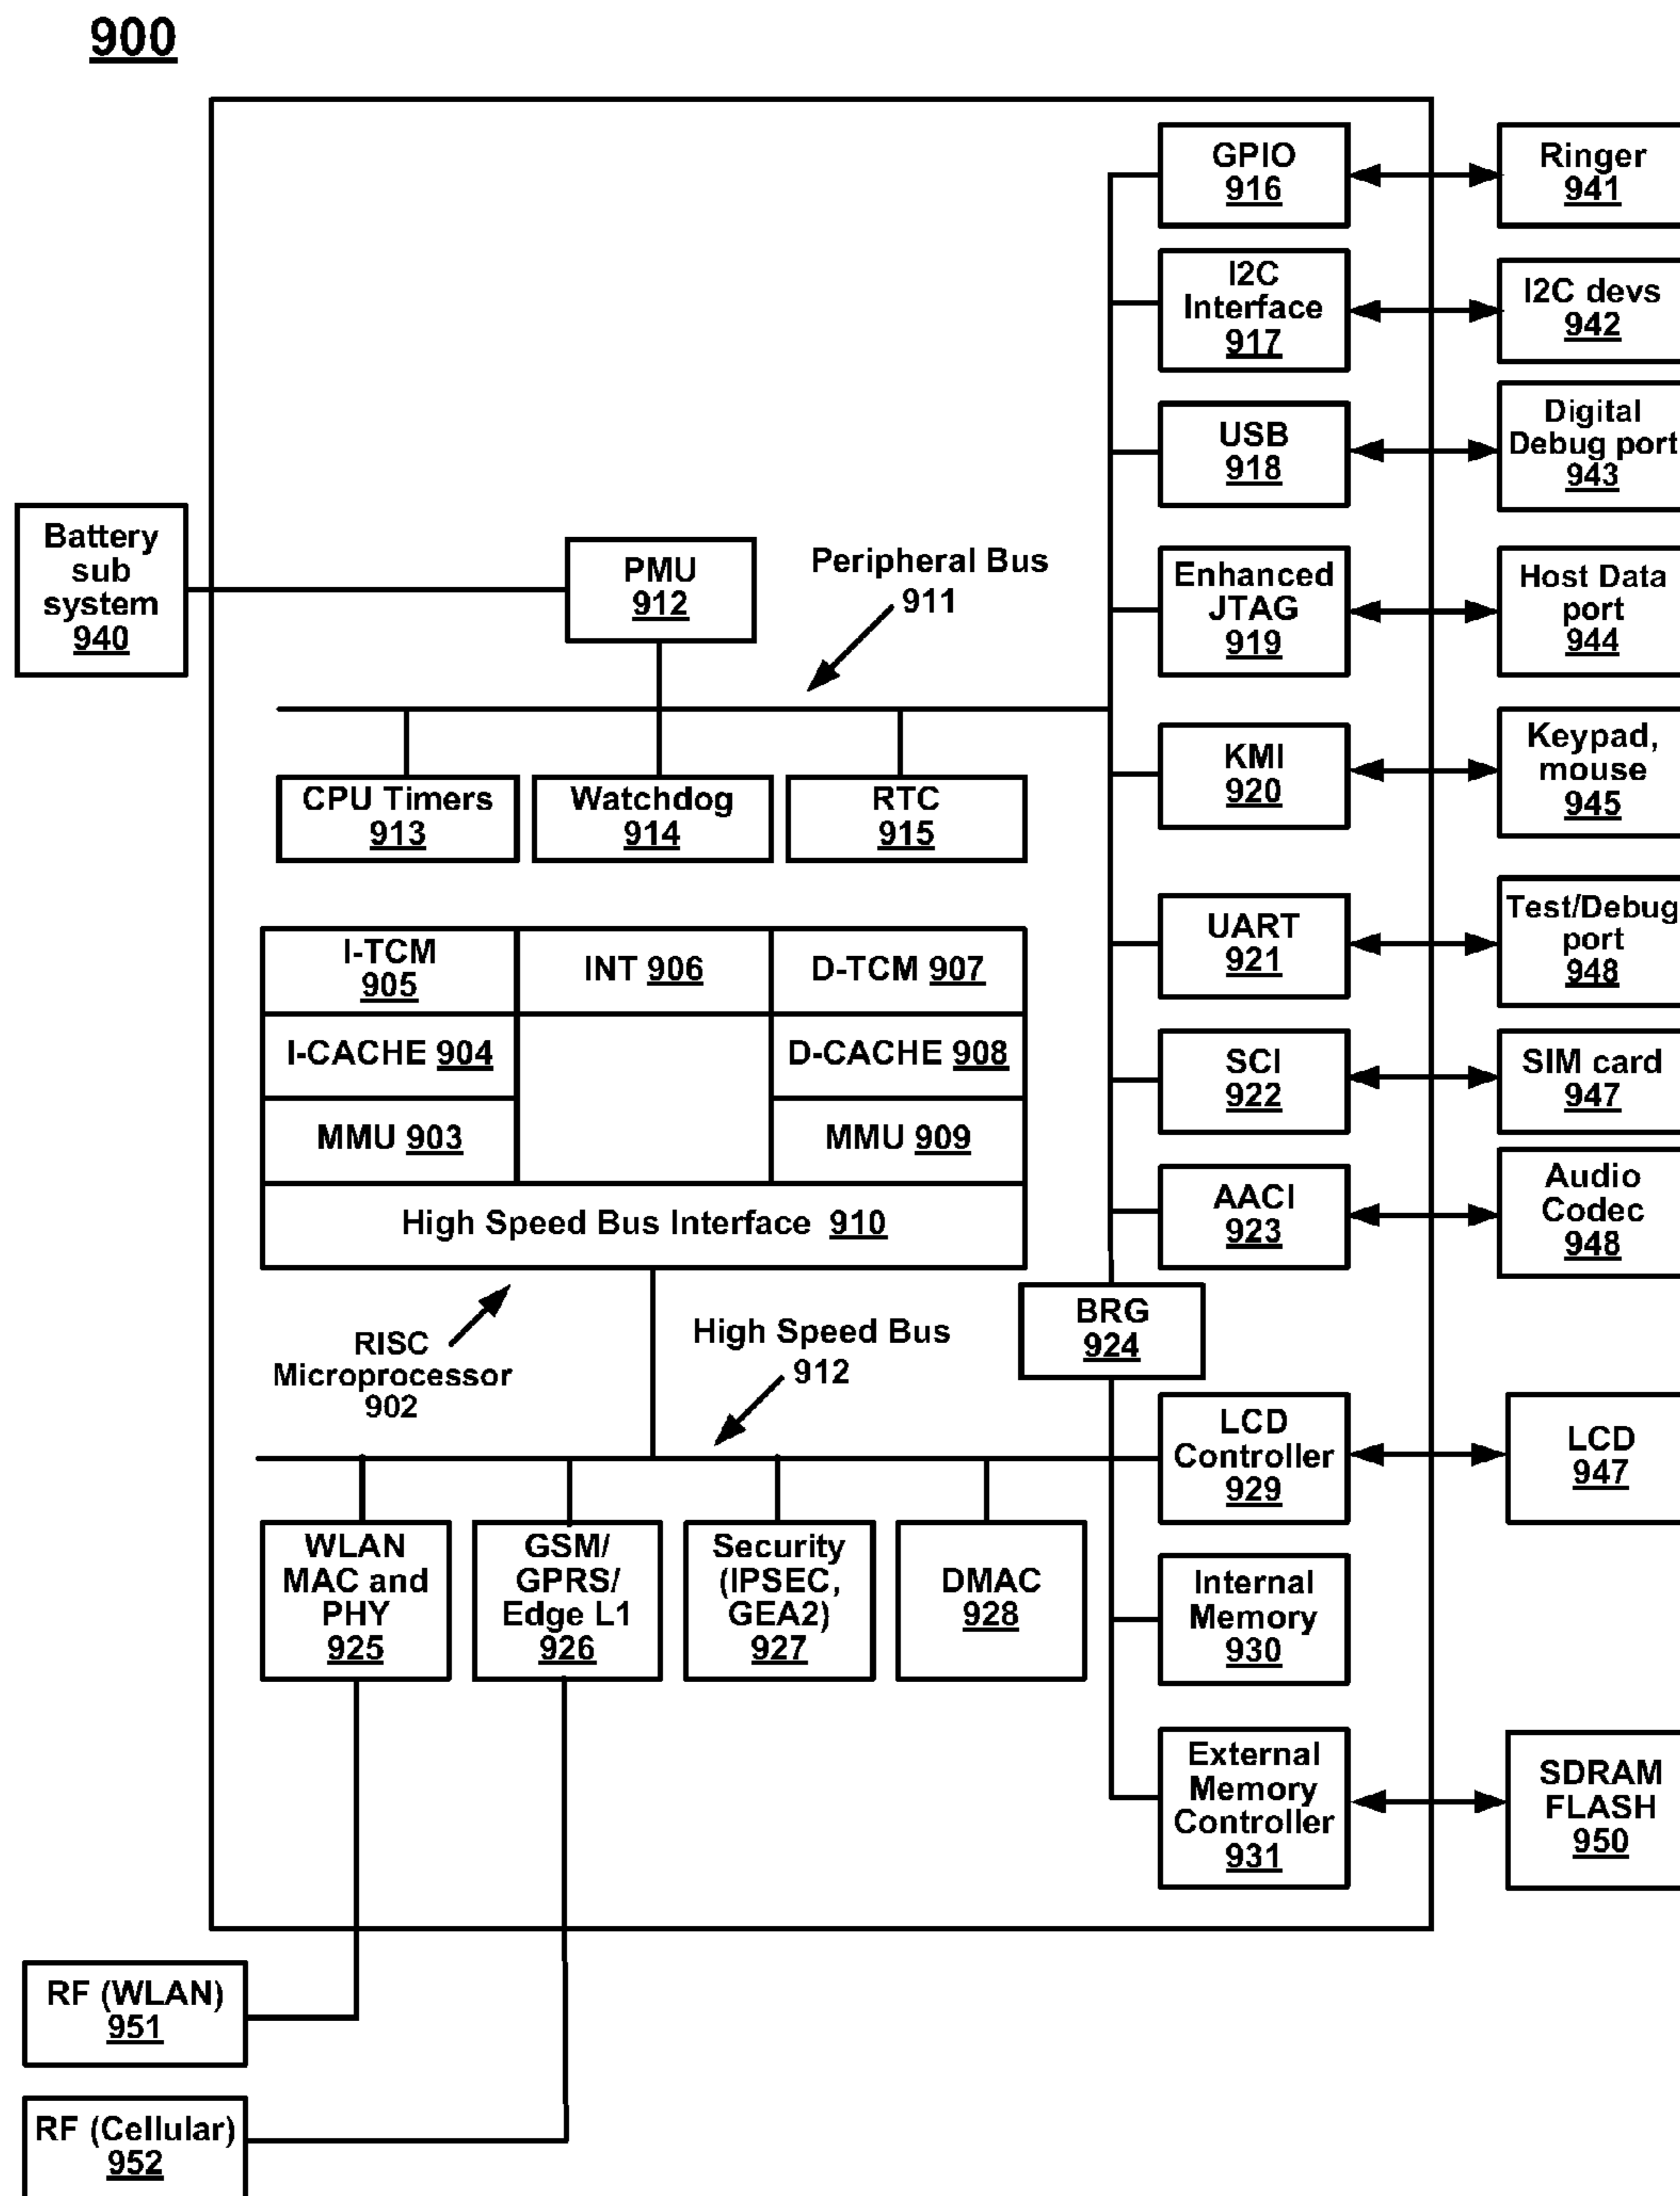 900
GPIO
916
Ringer
941
I2C
Interface
917
I2C devs
942
USB
918
Digital
Debug port
943
Battery
sub
system
940
PMU
912
Peripheral Bus
911
Enhanced
JTAG
919
Host Data
port
944
CPU Timers
913
Watchdog
914
RTC
915
KMI
920
Keypad,
mouse
945
I-TCM
905
INT 906
D-TCM 907
I-CACHE 904
D-CACHE 908
MMU 903
MMU 909
High Speed Bus Interface 910
UART
921
Test/Debug
port
948
SCI
922
SIM card
947
AACI
923
Audio
Codec
948
RISC
Microprocessor
902
High Speed Bus
912
BRG
924
LCD
Controller
929
LCD
947
WLAN
MAC and
PHY
925
GSM/
GPRS/
Edge L1
926
Security
(IPSEC,
GEA2)
927
DMAC
928
Internal
Memory
930
External
Memory
Controller
931
SDRAM
FLASH
950
RF (WLAN)
951
RF (Cellular)
952